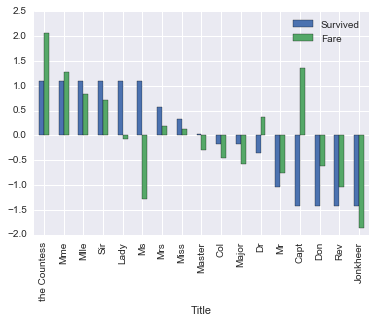 2.5
Survived
Fare
2.0
1.5
1.0
0.5
0.0
−0.5
−1.0
−1.5
−2.0
the Countess
Mme
Mlle
Sir
Lady
Ms
Mrs
Miss
Master
Col
Major
Dr
Mr
Capt
Don
Rev
Jonkheer
Title